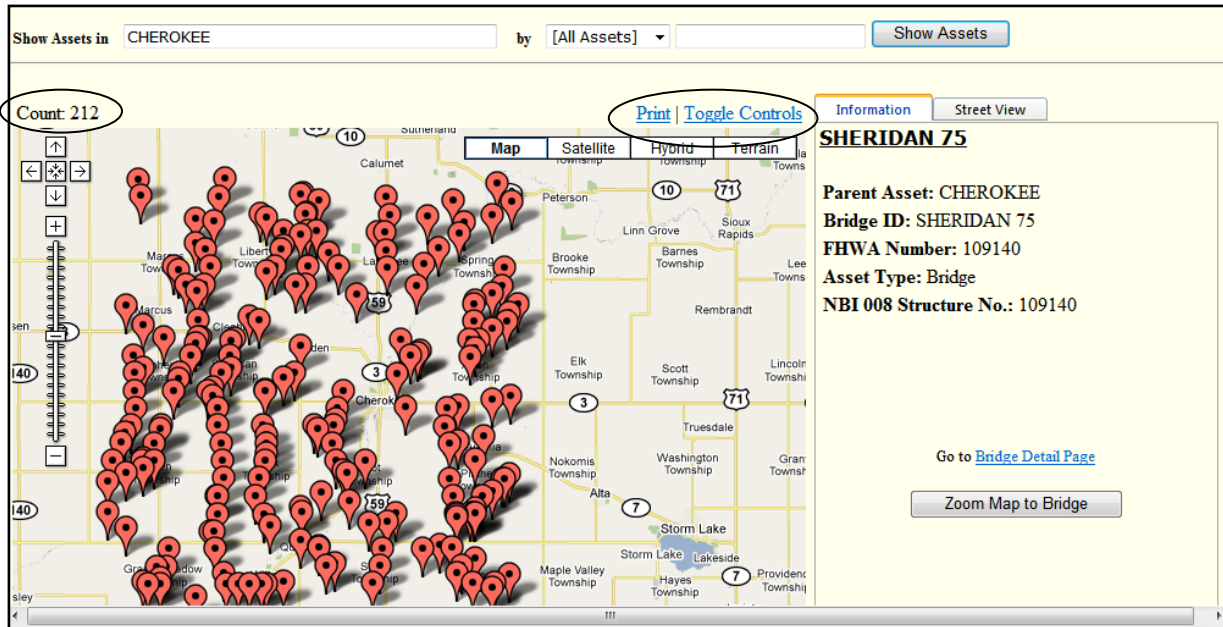 Show Assets in CHEROKEE by [All Assets] Show Assets
Count: 212
Print | Toggle Controls
Information Street View
SHERIDAN 75
Parent Asset: CHEROKEE
Bridge ID: SHERIDAN 75
FHWA Number: 109140
Asset Type: Bridge
NBI 008 Structure No.: 109140
Go to Bridge Detail Page
Zoom Map to Bridge
Map Satellite Hybrid Terrain
Sutherland
10
Calumet
Peterson
10
71
Linn Grove
Sioux
Rapids
Brooke
Township
Barnes
Township
Marcus
59
Rembrandt
Elk
Township
Scott
Township
3
3
71
Truesdale
Nokomis
Township
Washington
Township
Alta
7
59
Storm Lake
Storm Lake
Lakeside
Maple Valley
Township
Hayes
Township
7